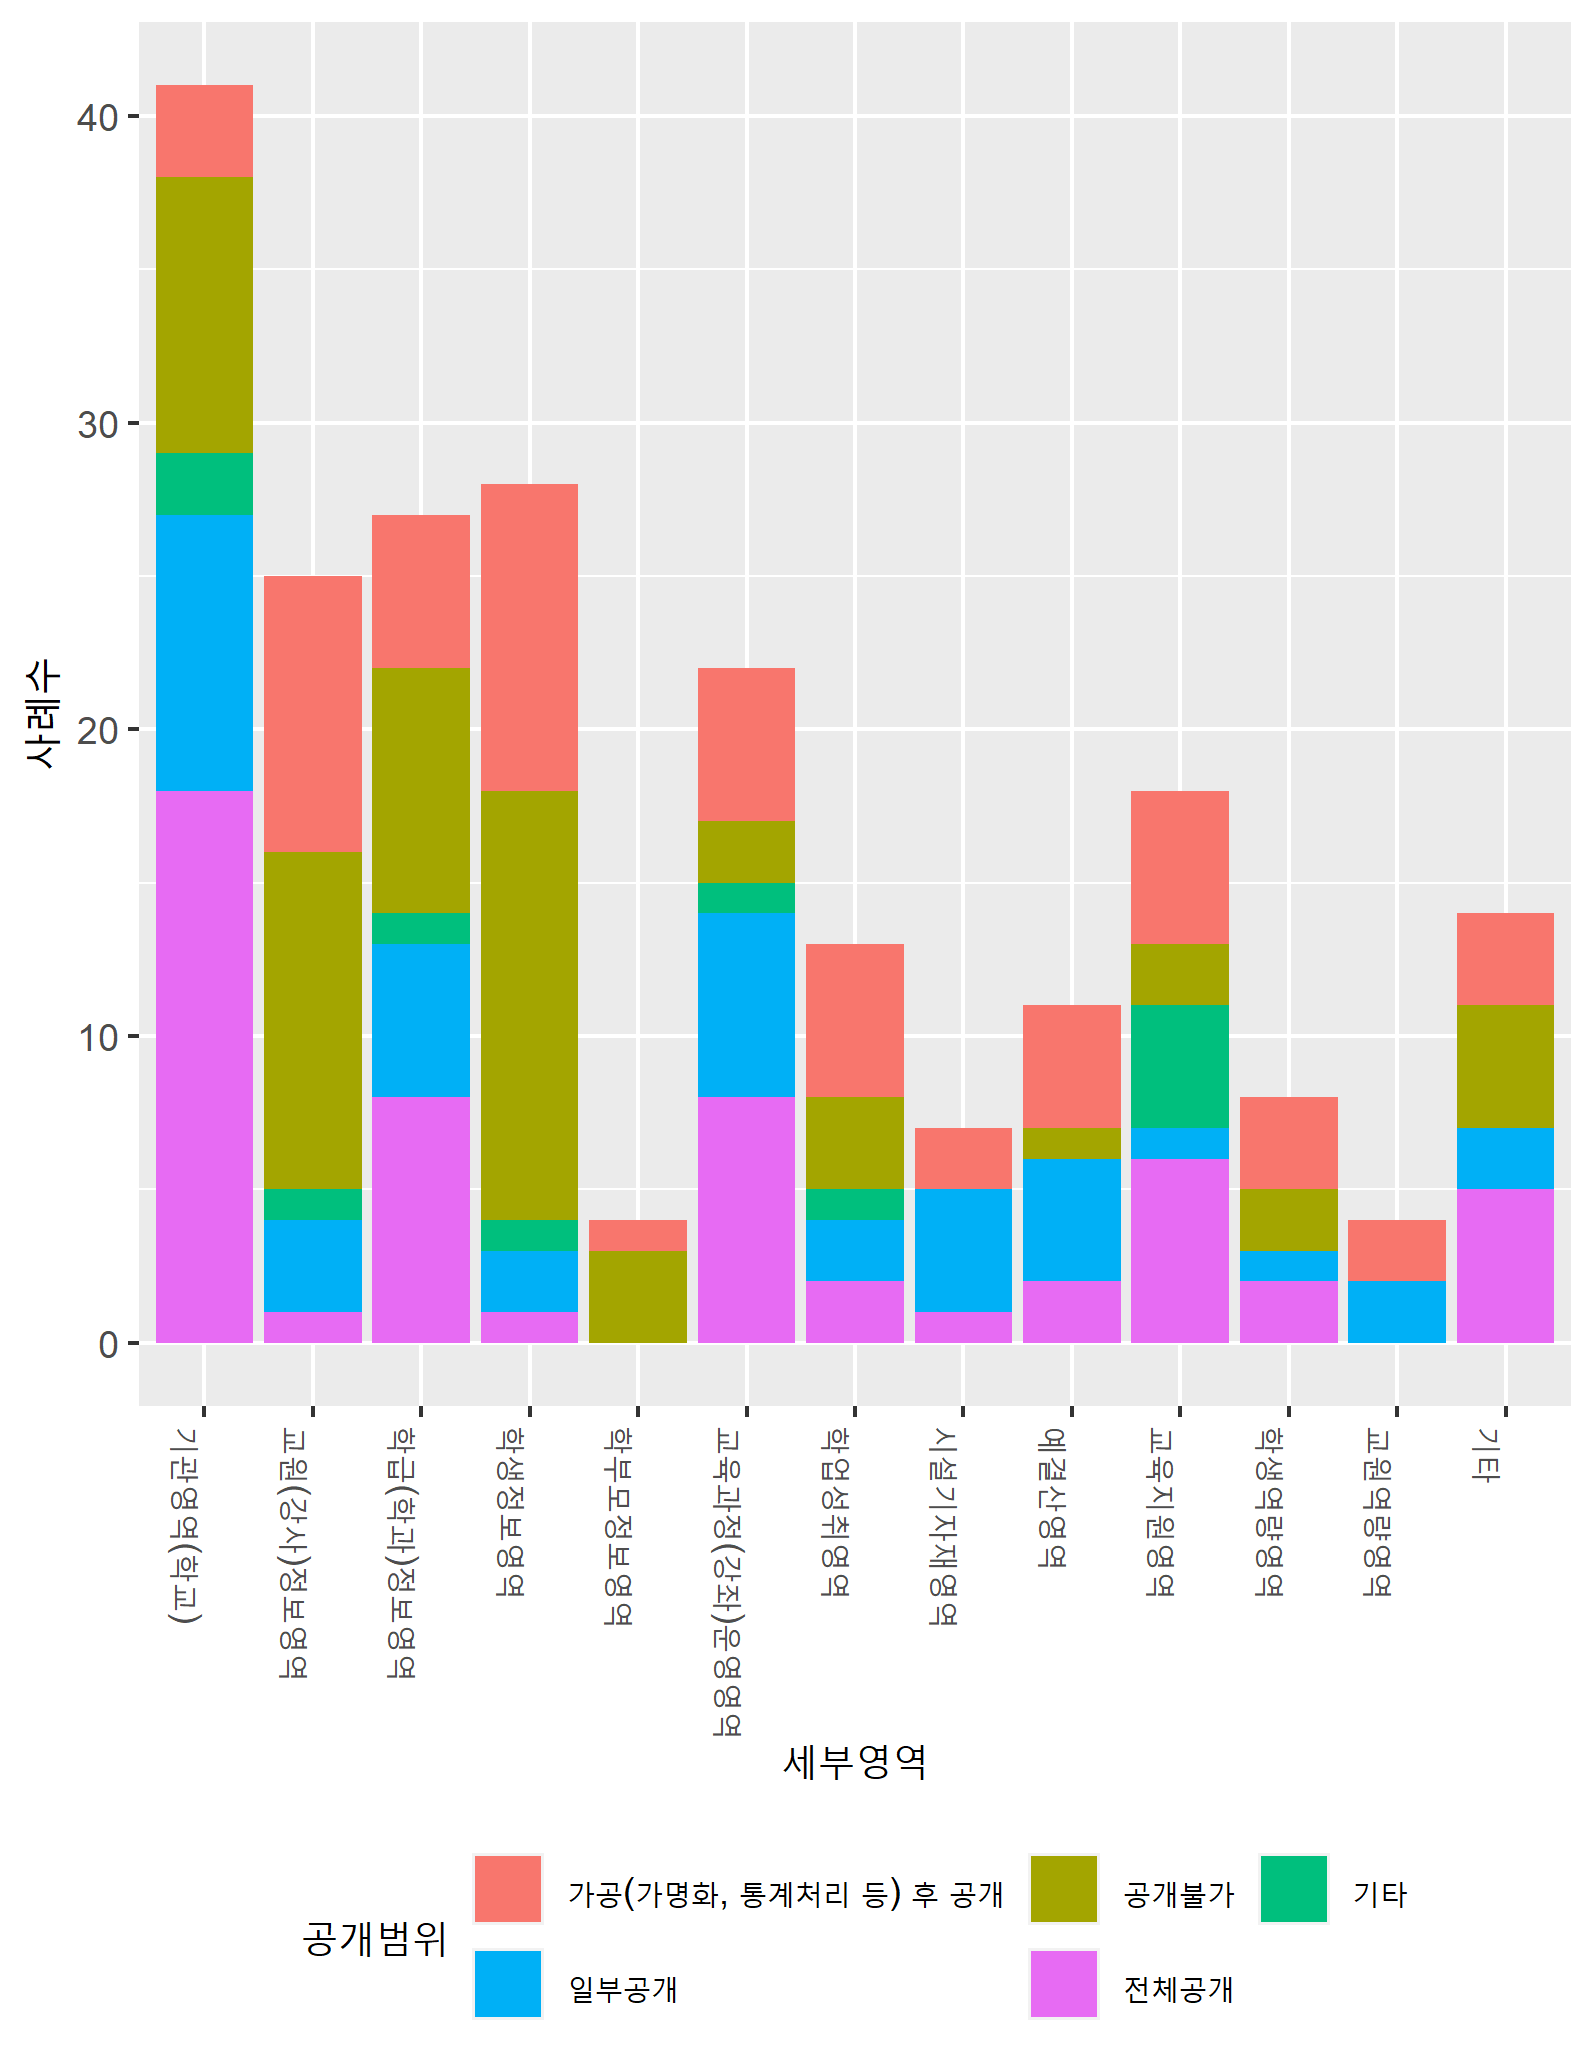 40
30
20
10
0
사례수
기관영역(학교)
교원(강사)정보영역
학급(학과)정보영역
학생정보영역
학부모정보영역
교육과정(강좌)운영영역
학업성취영역
시설기자재영역
예결산영역
교육지원영역
학생역량영역
교원역량영역
기타
세부영역
공개범위
가공(가명화, 통계처리 등) 후 공개
공개불가
기타
일부공개
전체공개